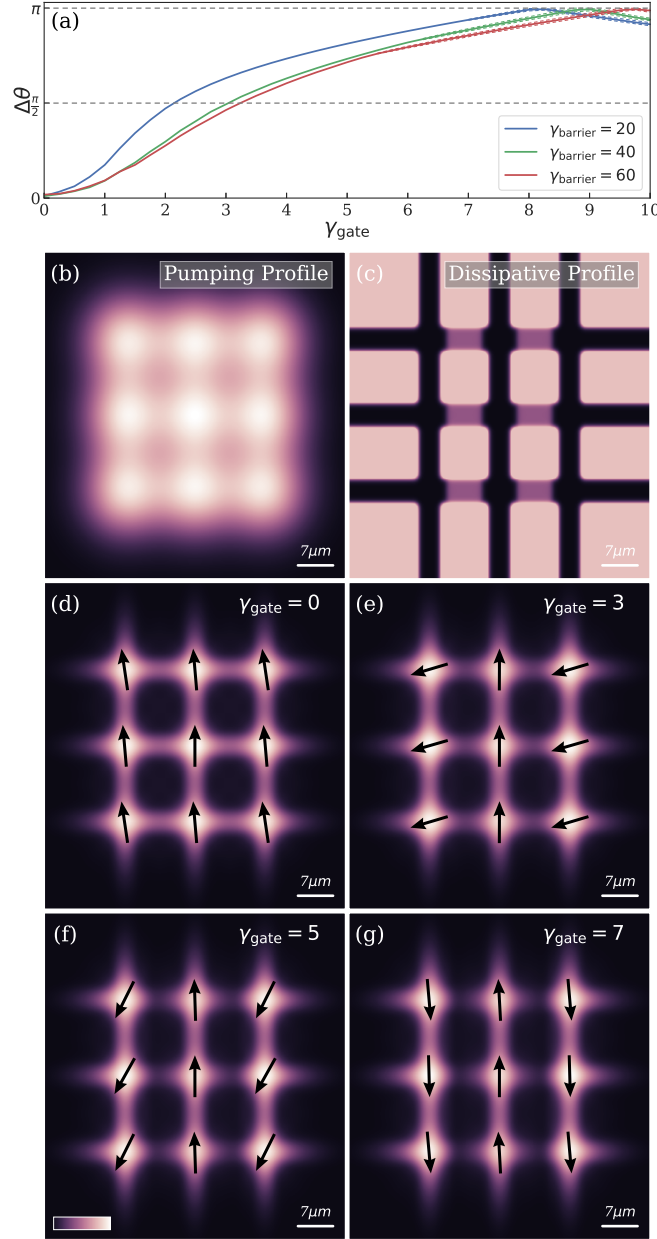 (a)
π
π/2
0
Δθ
0 1 2 3 4 5 6 7 8 9 10
γgate
γbarrier = 20
γbarrier = 40
γbarrier = 60
(b) Pumping Profile
7μm
(c) Dissipative Profile
7μm
(d) γgate = 0
7μm
(e) γgate = 3
7μm
(f) γgate = 5
7μm
(g) γgate = 7
7μm